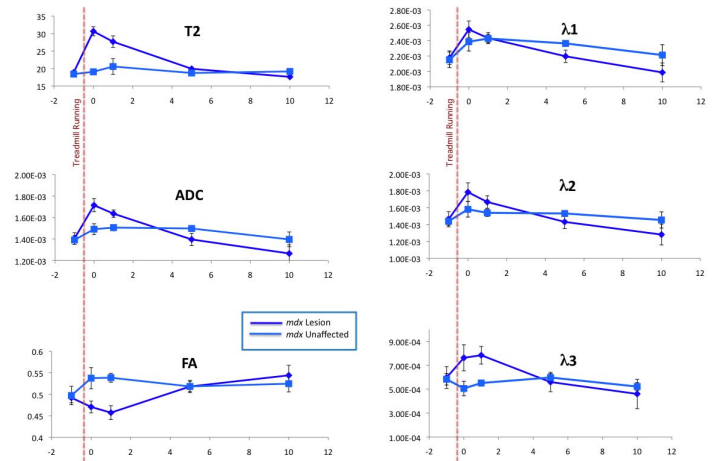 T2
35
30
25
20
15
-2
0
2
4
6
8
10
12
Treadmill Running
λ1
2.80E-03
2.60E-03
2.40E-03
2.20E-03
2.00E-03
1.80E-03
-2
0
2
4
6
8
10
12
Treadmill Running
ADC
2.00E-03
1.80E-03
1.60E-03
1.40E-03
1.20E-03
-2
0
2
4
6
8
10
12
λ2
2.00E-03
1.80E-03
1.60E-03
1.40E-03
1.20E-03
1.00E-03
-2
0
2
4
6
8
10
12
mdx Lesion
mdx Unaffected
FA
0.6
0.55
0.5
0.45
0.4
-2
0
2
4
6
8
10
12
λ3
9.00E-04
7.00E-04
5.00E-04
3.00E-04
1.00E-04
-2
0
2
4
6
8
10
12